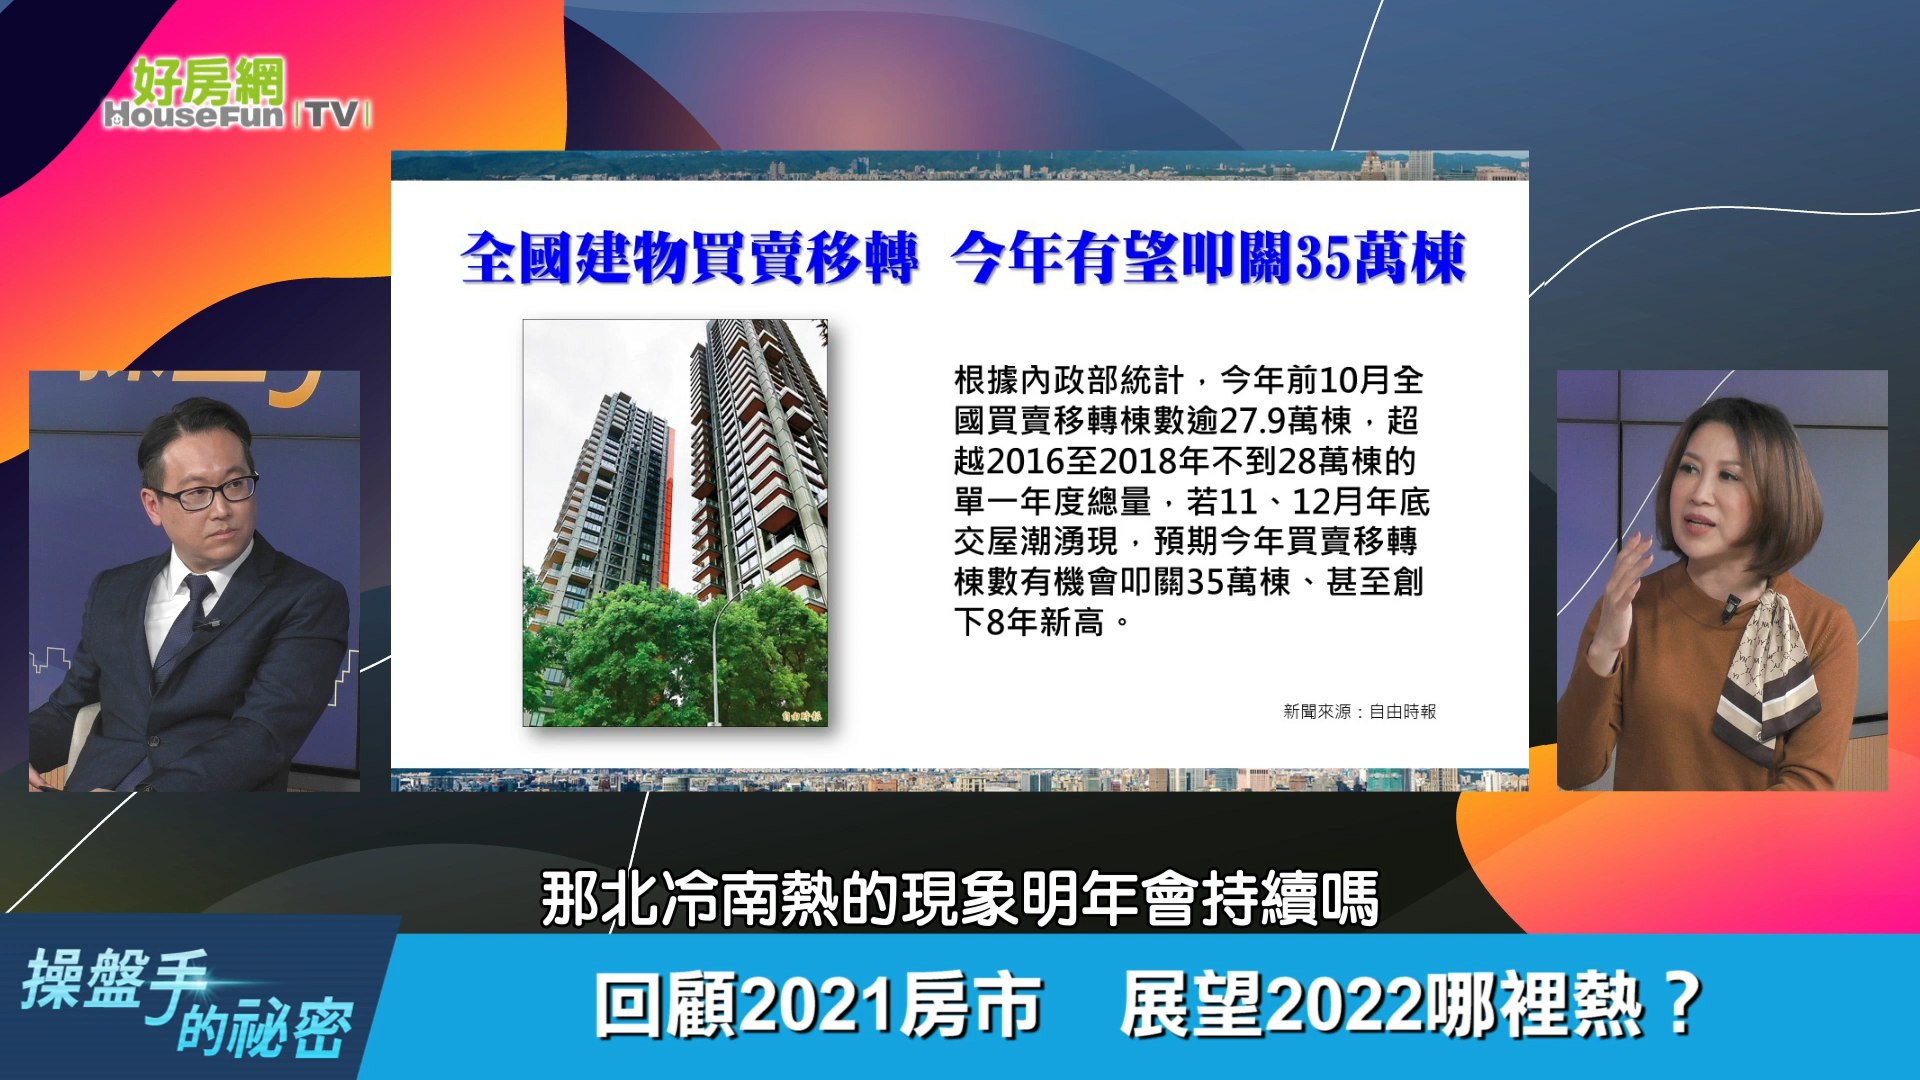 好房網
HouseFun TV
全國建物買賣移轉 今年有望叩關35萬棟
根據內政部統計，今年前10月全
國買賣移轉棟數逾27.9萬棟，超
越2016至2018年不到28萬棟的
單一年度總量，若11、12月年底
交屋潮湧現，預期今年買賣移轉
棟數有機會叩關35萬棟、甚至創
下8年新高。
自由時報
新聞來源：自由時報
那北冷南熱的現象明年會持續嗎
操盤手
的祕密
回顧2021房市 展望2022哪裡熱？